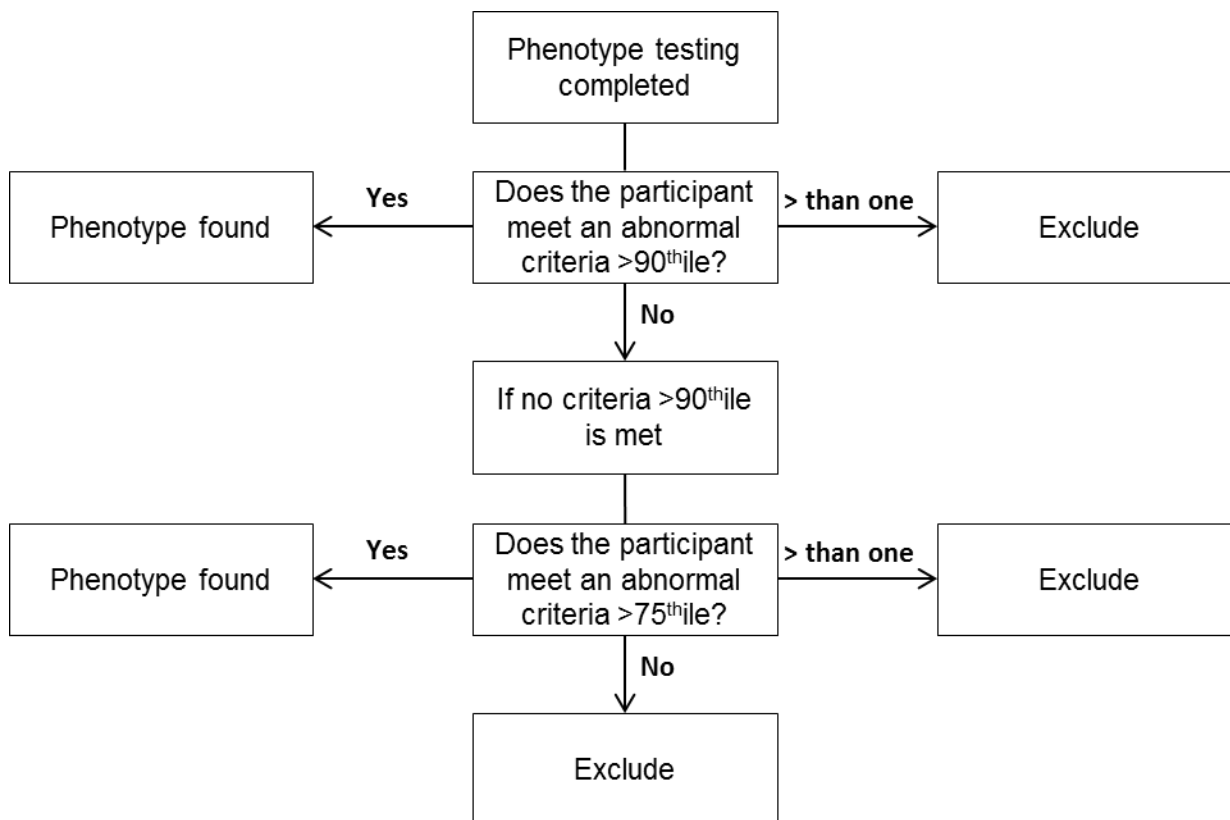 Phenotype testing
completed
Yes
Does the participant
meet an abnormal
criteria >90thile?
> than one
Phenotype found
Exclude
No
If no criteria >90thile
is met
Yes
Does the participant
meet an abnormal
criteria >75thile?
> than one
Phenotype found
Exclude
No
Exclude